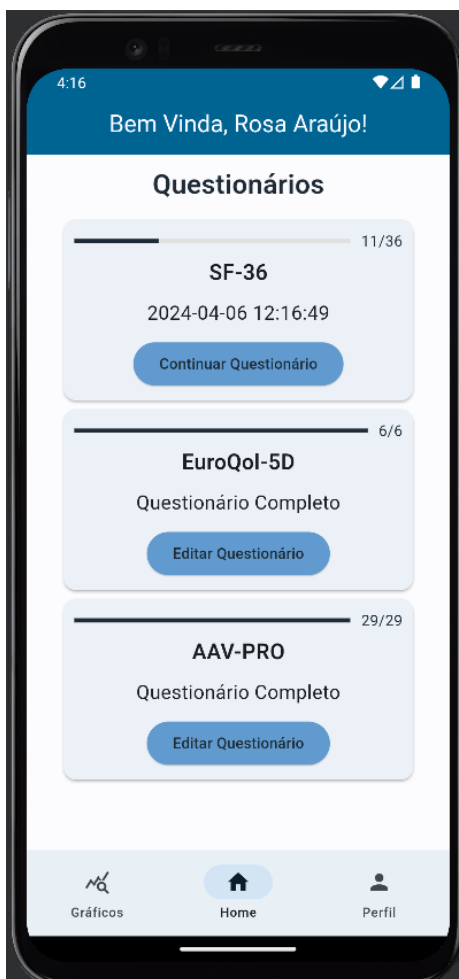 4:16
Bem Vinda, Rosa Araújo!
Questionários
11/36
SF-36
2024-04-06 12:16:49
Continuar Questionário
6/6
EuroQol-5D
Questionário Completo
Editar Questionário
29/29
AAV-PRO
Questionário Completo
Editar Questionário
Gráficos Home Perfil